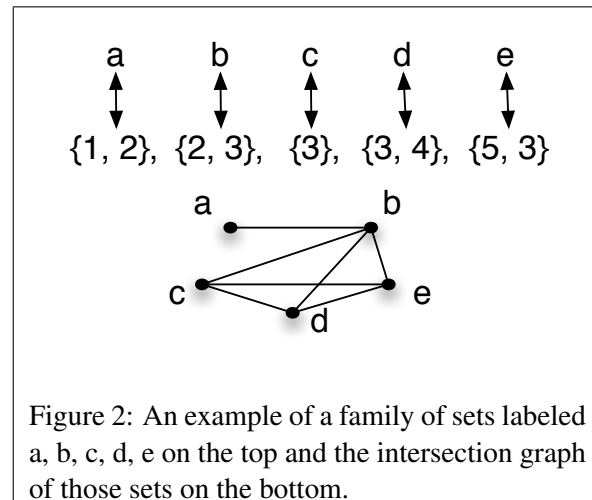 a b c d e
{1, 2}, {2, 3}, {3}, {3, 4}, {5, 3}
a b
c e
d
Figure 2: An example of a family of sets labeled
a, b, c, d, e on the top and the intersection graph
of those sets on the bottom.